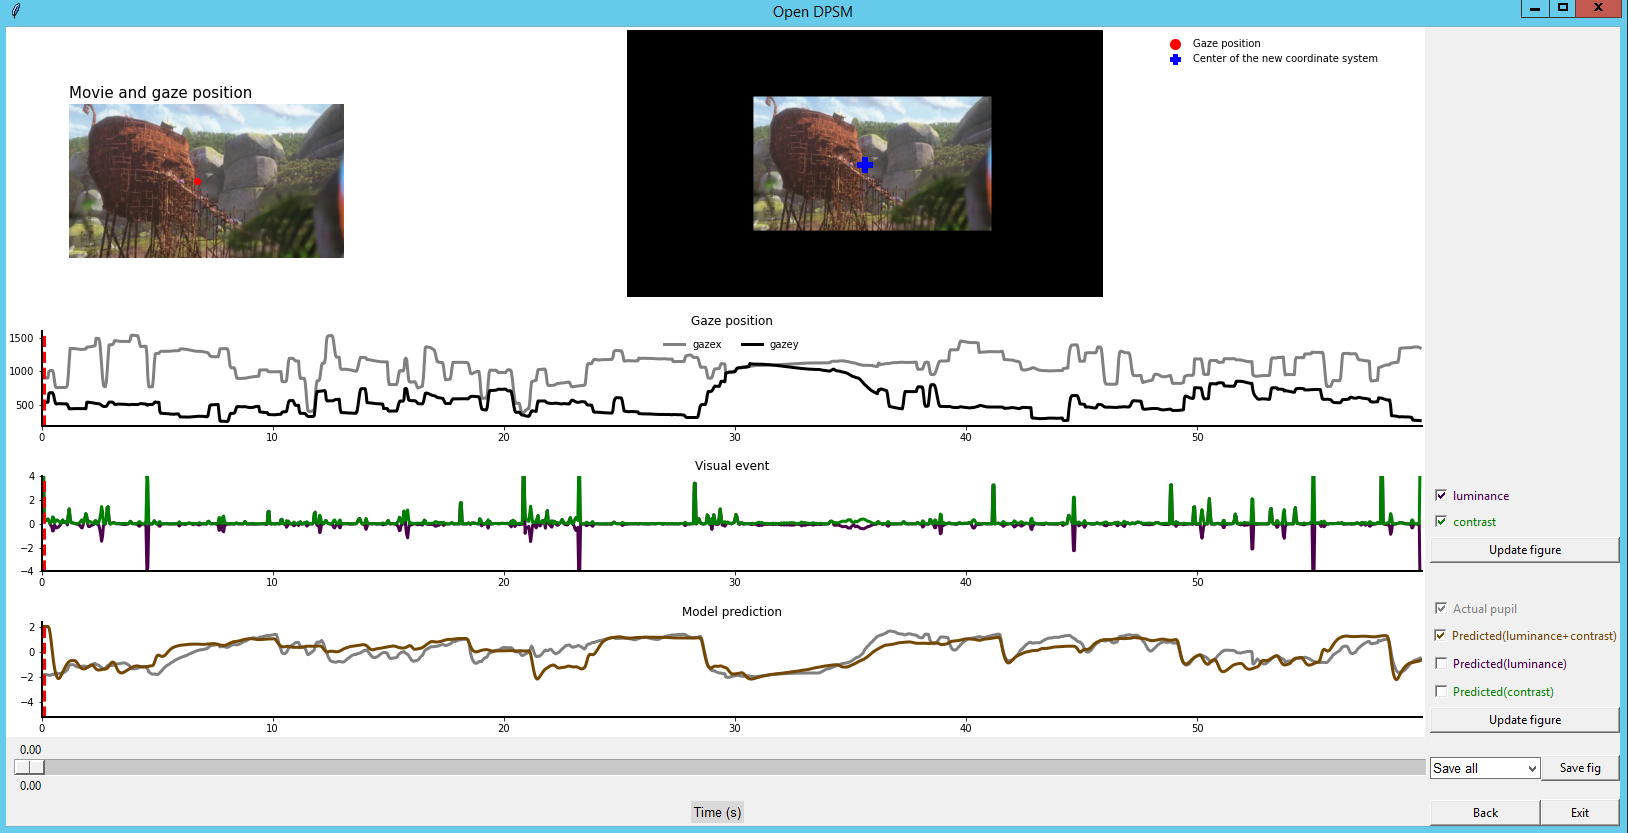 Open DPSM
Gaze position
Center of the new coordinate system
Movie and gaze position
Gaze position
gazex gazey
1500
1000
500
0 10 20 30 40 50
Visual event
4
2
0
−2
−4
0 10 20 30 40 50
luminance
contrast
Update figure
Model prediction
2
0
−2
−4
0 10 20 30 40 50
Actual pupil
Predicted(luminance+contrast)
Predicted(luminance)
Predicted(contrast)
Update figure
0.00
0.00
Save all Save fig
Time (s)
Back Exit